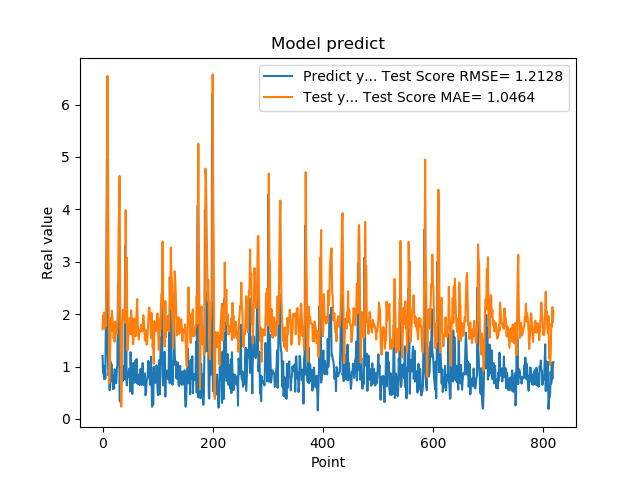 Model predict
Predict y... Test Score RMSE= 1.2128
Test y... Test Score MAE= 1.0464
Real value
6
5
4
3
2
1
0
0 200 400 600 800
Point